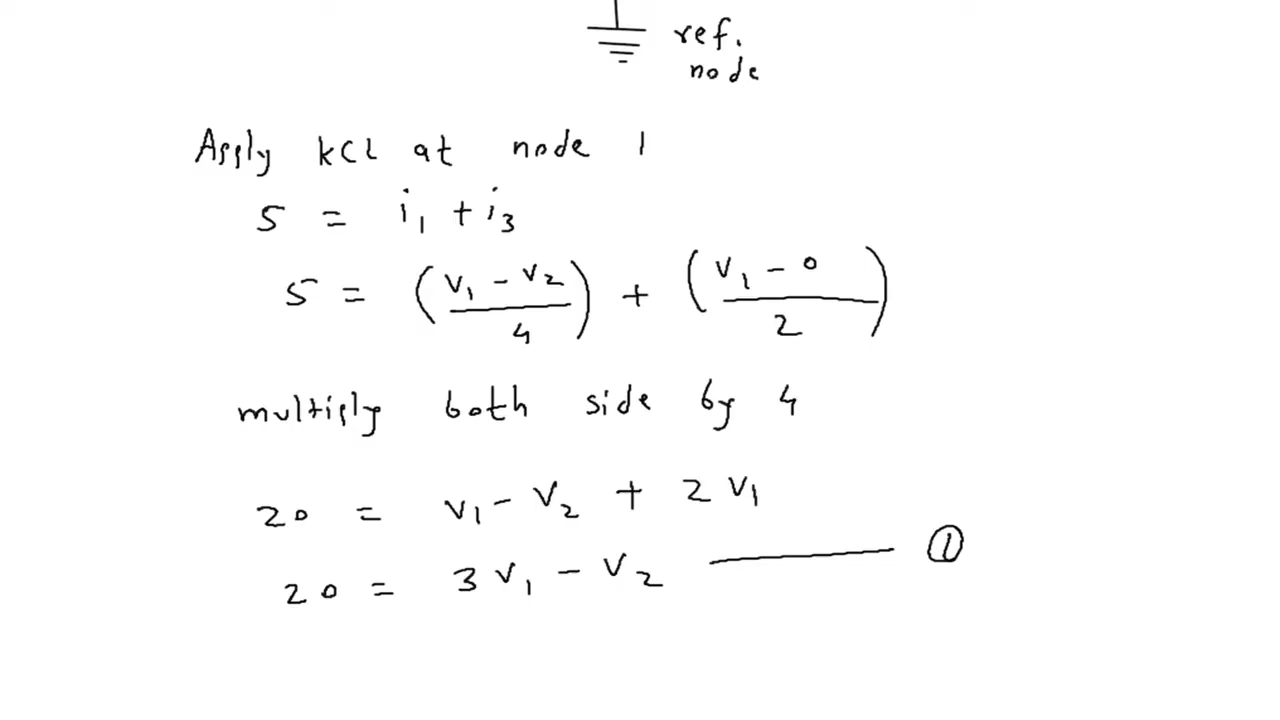 ref.
node
Apply KCL at node 1
5 = i₁ + i₃
5 = (v₁ - v₂ / 4) + (v₁ - 0 / 2)
multiply both side by 4
20 = v₁ - v₂ + 2 v₁
20 = 3 v₁ - v₂ ——— ①